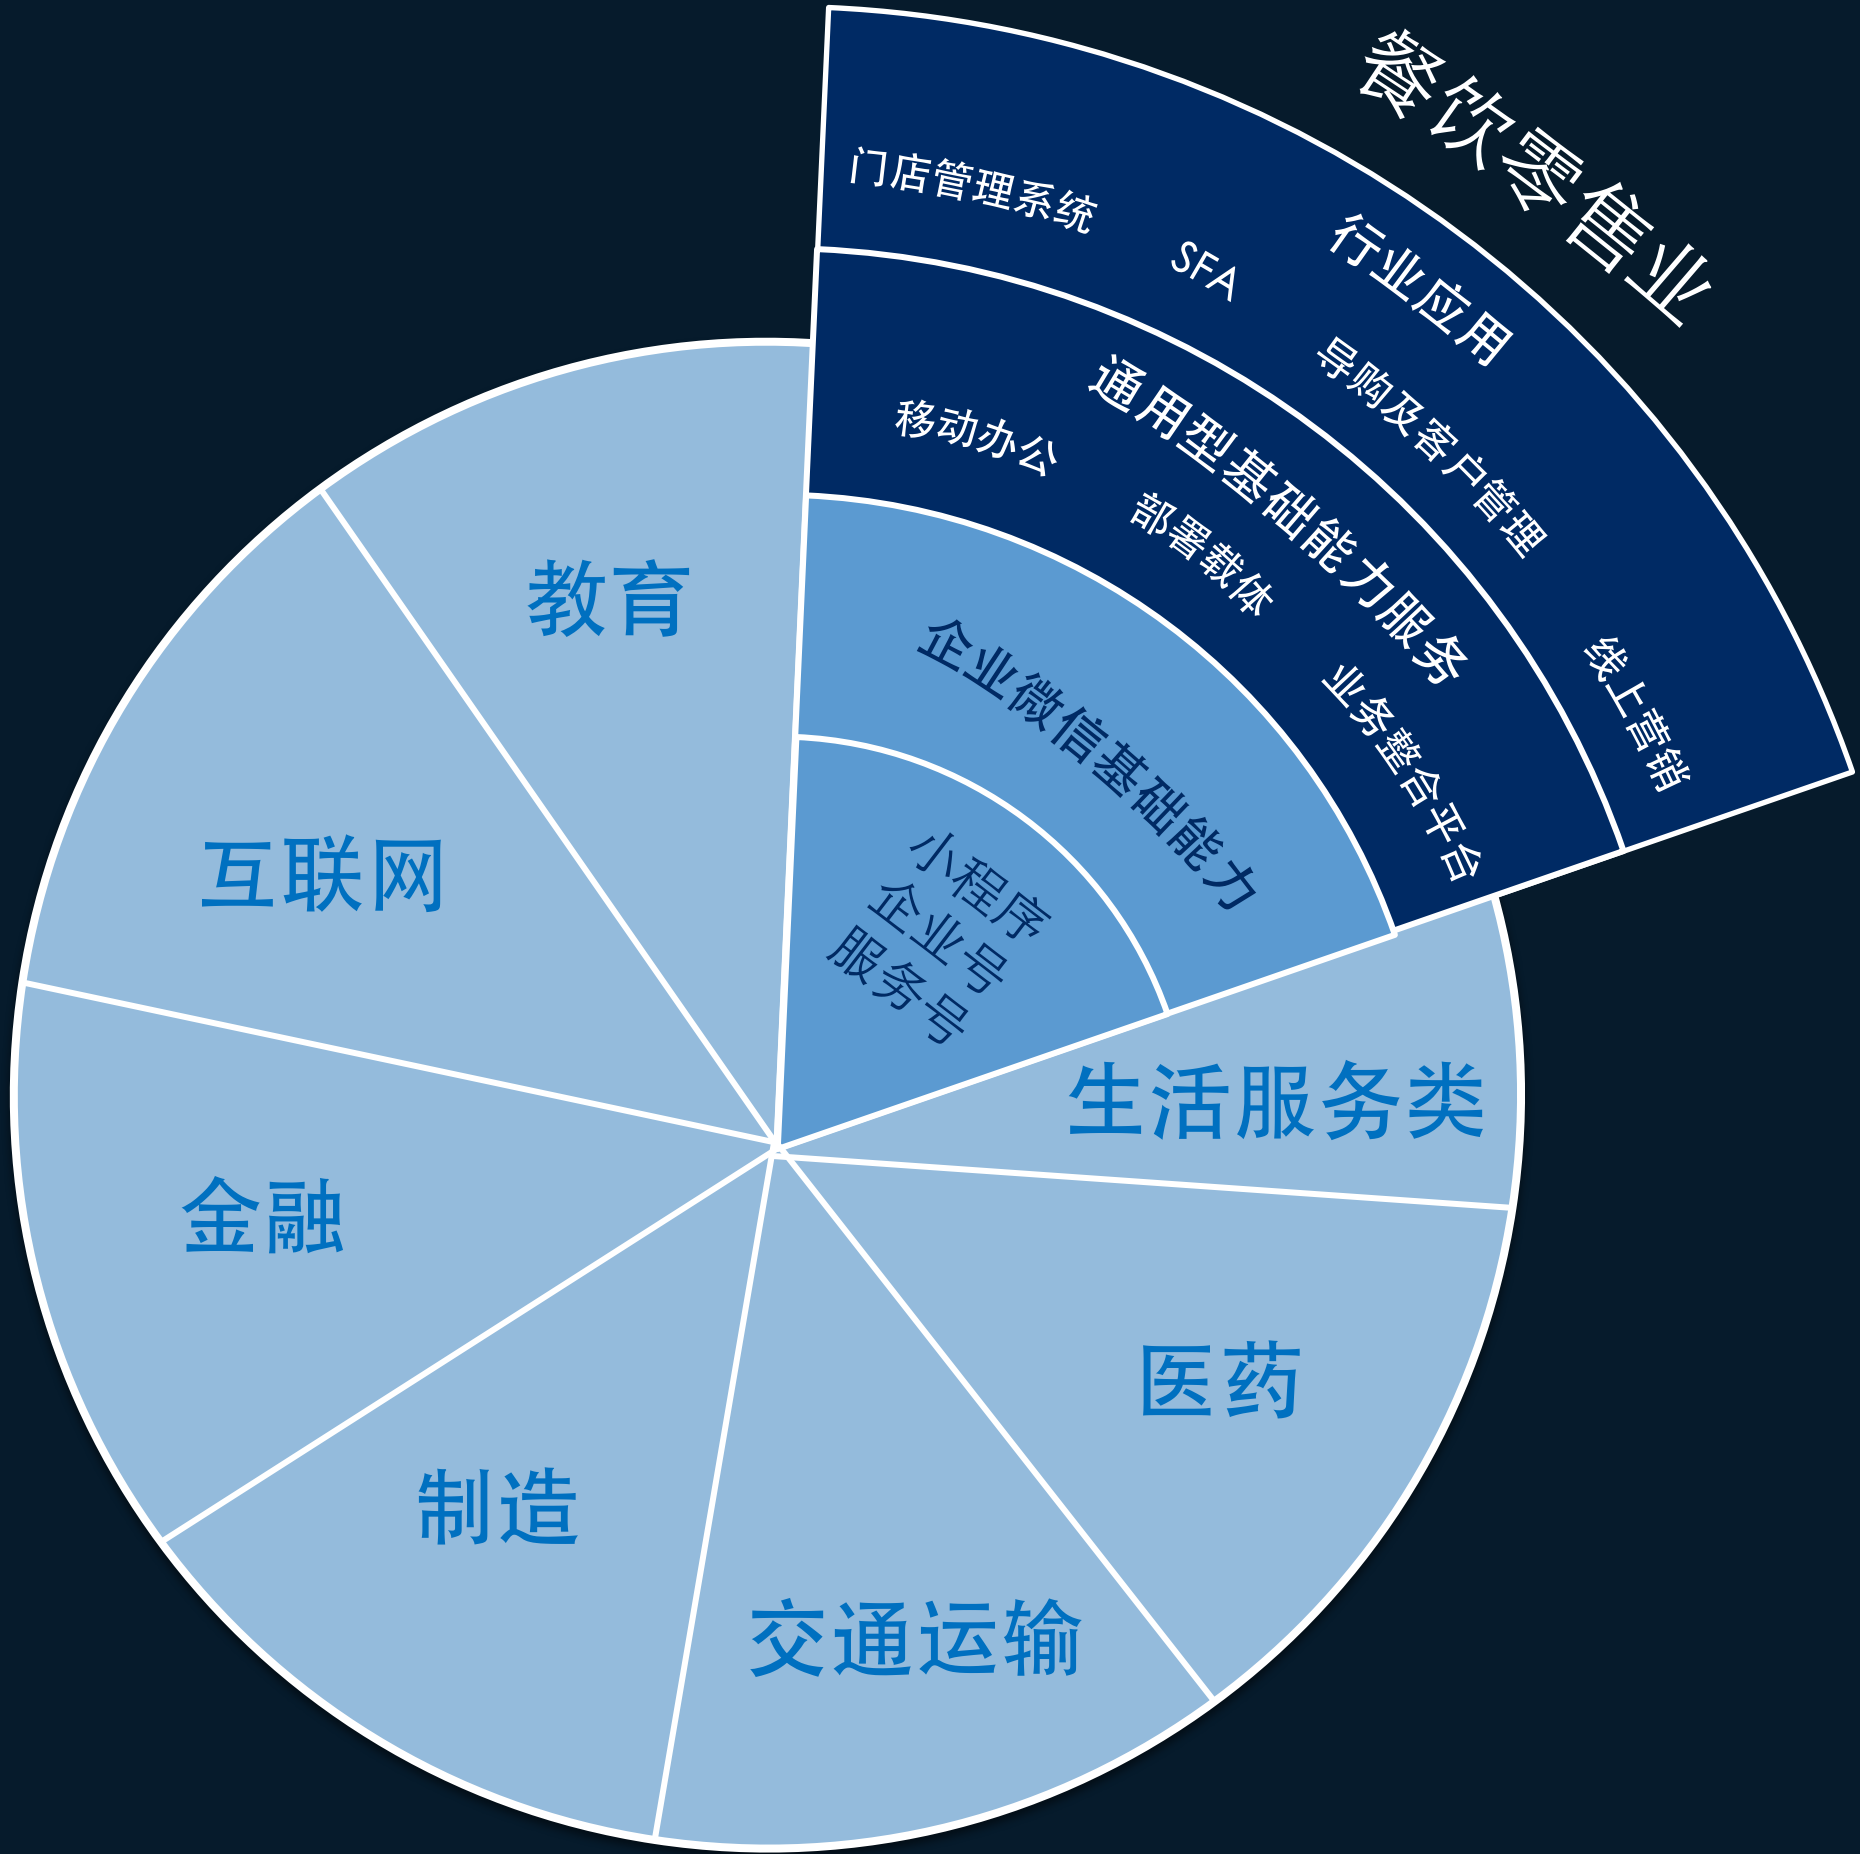 餐饮零售业
行业应用
门店管理系统
SFA
导购及客户管理
线上营销
通用型基础能力服务
移动办公
部署载体
业务整合平台
企业微信基础能力
小程序
企业号
服务号
教育
互联网
金融
制造
交通运输
医药
生活服务类